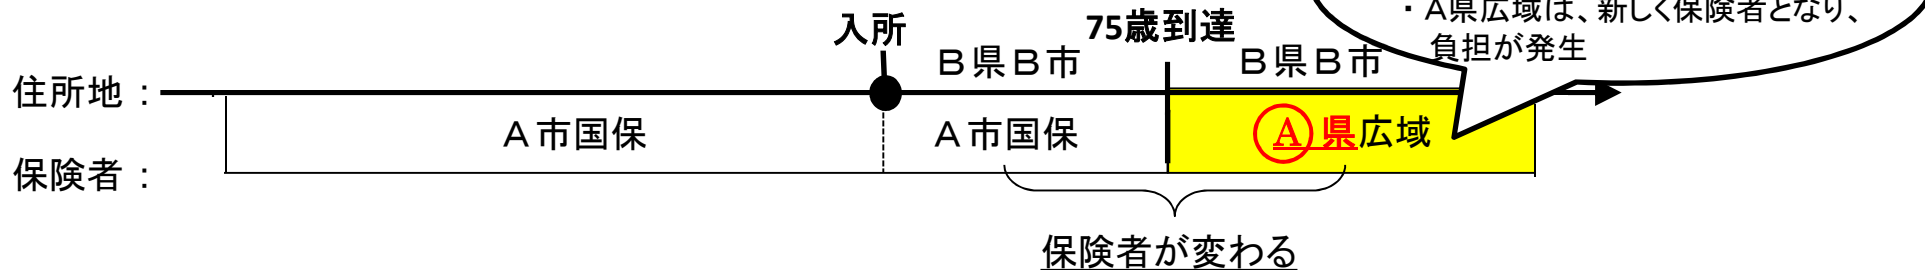 ・Ａ県広域は、新しく保険者となり、
負担が発生
入所
75歳到達
Ｂ県Ｂ市
Ｂ県Ｂ市
住所地：
Ａ市国保
Ａ市国保
Ａ県広域
保険者：
保険者が変わる